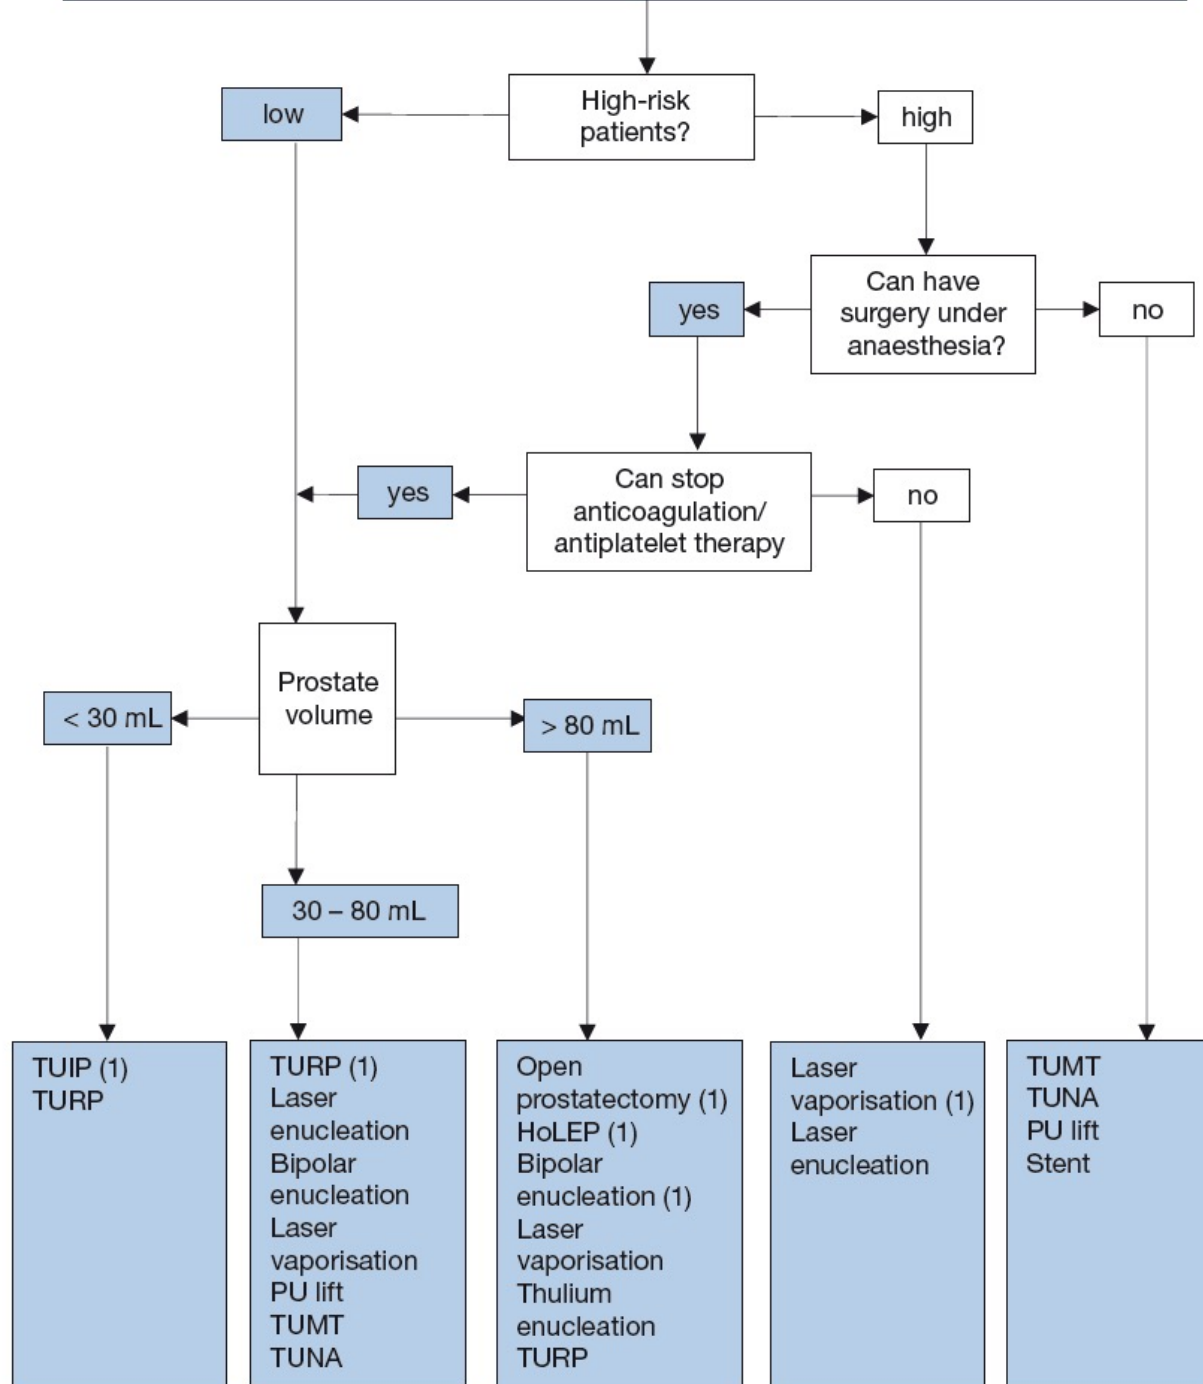 High-risk
patients?
low
high
Can have
surgery under
anaesthesia?
yes
no
Can stop
anticoagulation/
antiplatelet therapy
yes
no
Prostate
volume
< 30 mL
> 80 mL
30 – 80 mL
TUIP (1)
TURP
TURP (1)
Laser
enucleation
Bipolar
enucleation
Laser
vaporisation
PU lift
TUMT
TUNA
Open
prostatectomy (1)
HoLEP (1)
Bipolar
enucleation (1)
Laser
vaporisation
Thulium
enucleation
TURP
Laser
vaporisation (1)
Laser
enucleation
TUMT
TUNA
PU lift
Stent